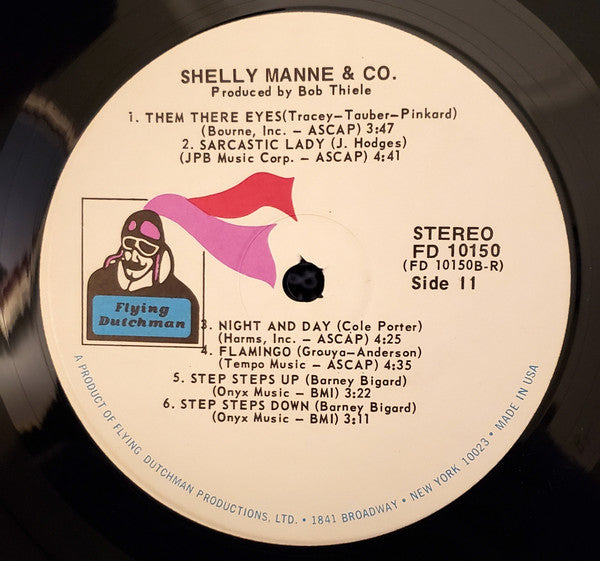 SHELLY MANNE & CO.
Produced by Bob Thiele
1. THEM THERE EYES(Tracey-Tauber-Pinkard)
(Bourne, Inc. - ASCAP) 3:47
2. SARCASTIC LADY (J. Hodges)
(JPB Music Corp. - ASCAP) 4:41
STEREO
FD 10150
(FD 10150B-R)
Side 11
Flying
Dutchman
3. NIGHT AND DAY (Cole Porter)
(Harms, Inc. - ASCAP) 4:25
4. FLAMINGO (Grouya-Anderson)
(Tempo Music - ASCAP) 4:35
5. STEP STEPS UP (Barney Bigard)
(Onyx Music - BMI) 3:22
6. STEP STEPS DOWN (Barney Bigard)
(Onyx Music - BMI) 3:11
A PRODUCT OF FLYING DUTCHMAN PRODUCTIONS, LTD. • 1841 BROADWAY • NEW YORK 10023 • MADE IN USA